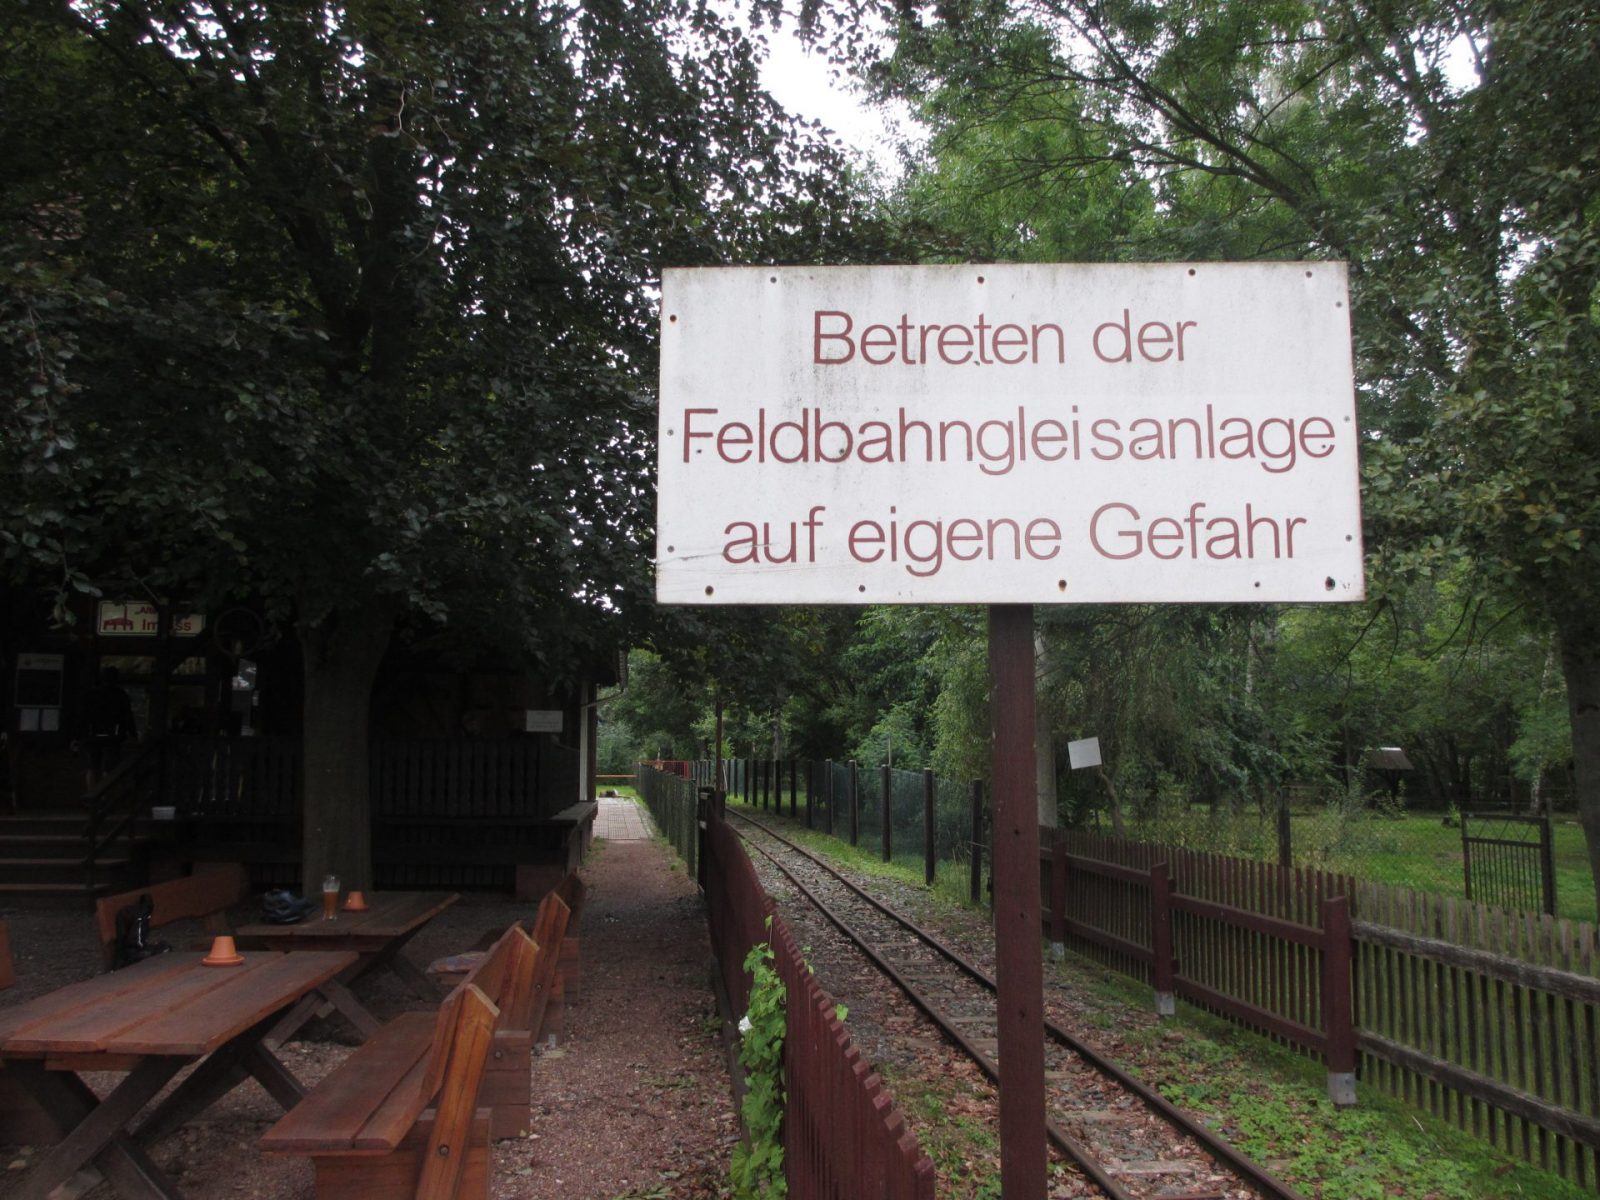 Betreten der
Feldbahngleisanlage
auf eigene Gefahr